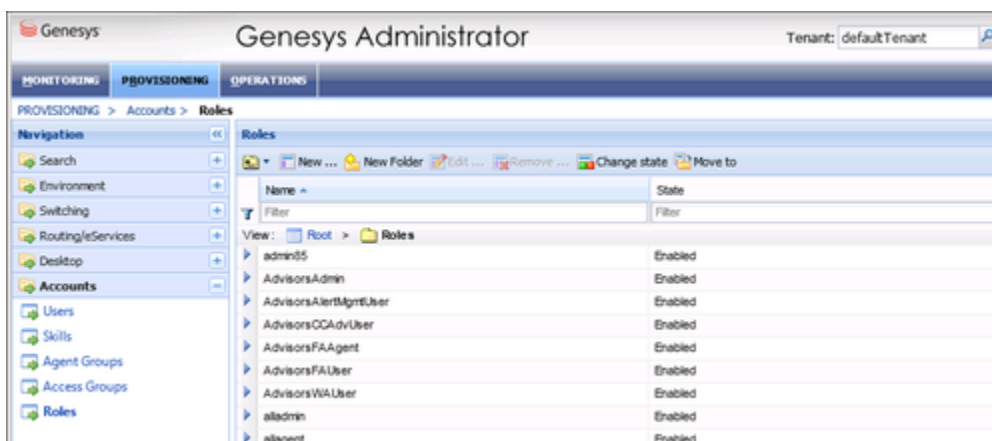 Genesys
Genesys Administrator
Tenant: defaultTenant
MONITORING PROVISIONING OPERATIONS
PROVISIONING > Accounts > Roles
Navigation
Search
Environment
Switching
Routing/eServices
Desktop
Accounts
Users
Skills
Agent Groups
Access Groups
Roles
Roles
New ... New Folder Edit ... Remove ... Change state Move to
Name State
Filter Filter
View: Root > Roles
admin85 Enabled
AdvisorsAdmin Enabled
AdvisorsAlertMgmtUser Enabled
AdvisorsCCAdvUser Enabled
AdvisorsFAAgent Enabled
AdvisorsFAUser Enabled
AdvisorsWAUser Enabled
alladmin Enabled
allagent Enabled